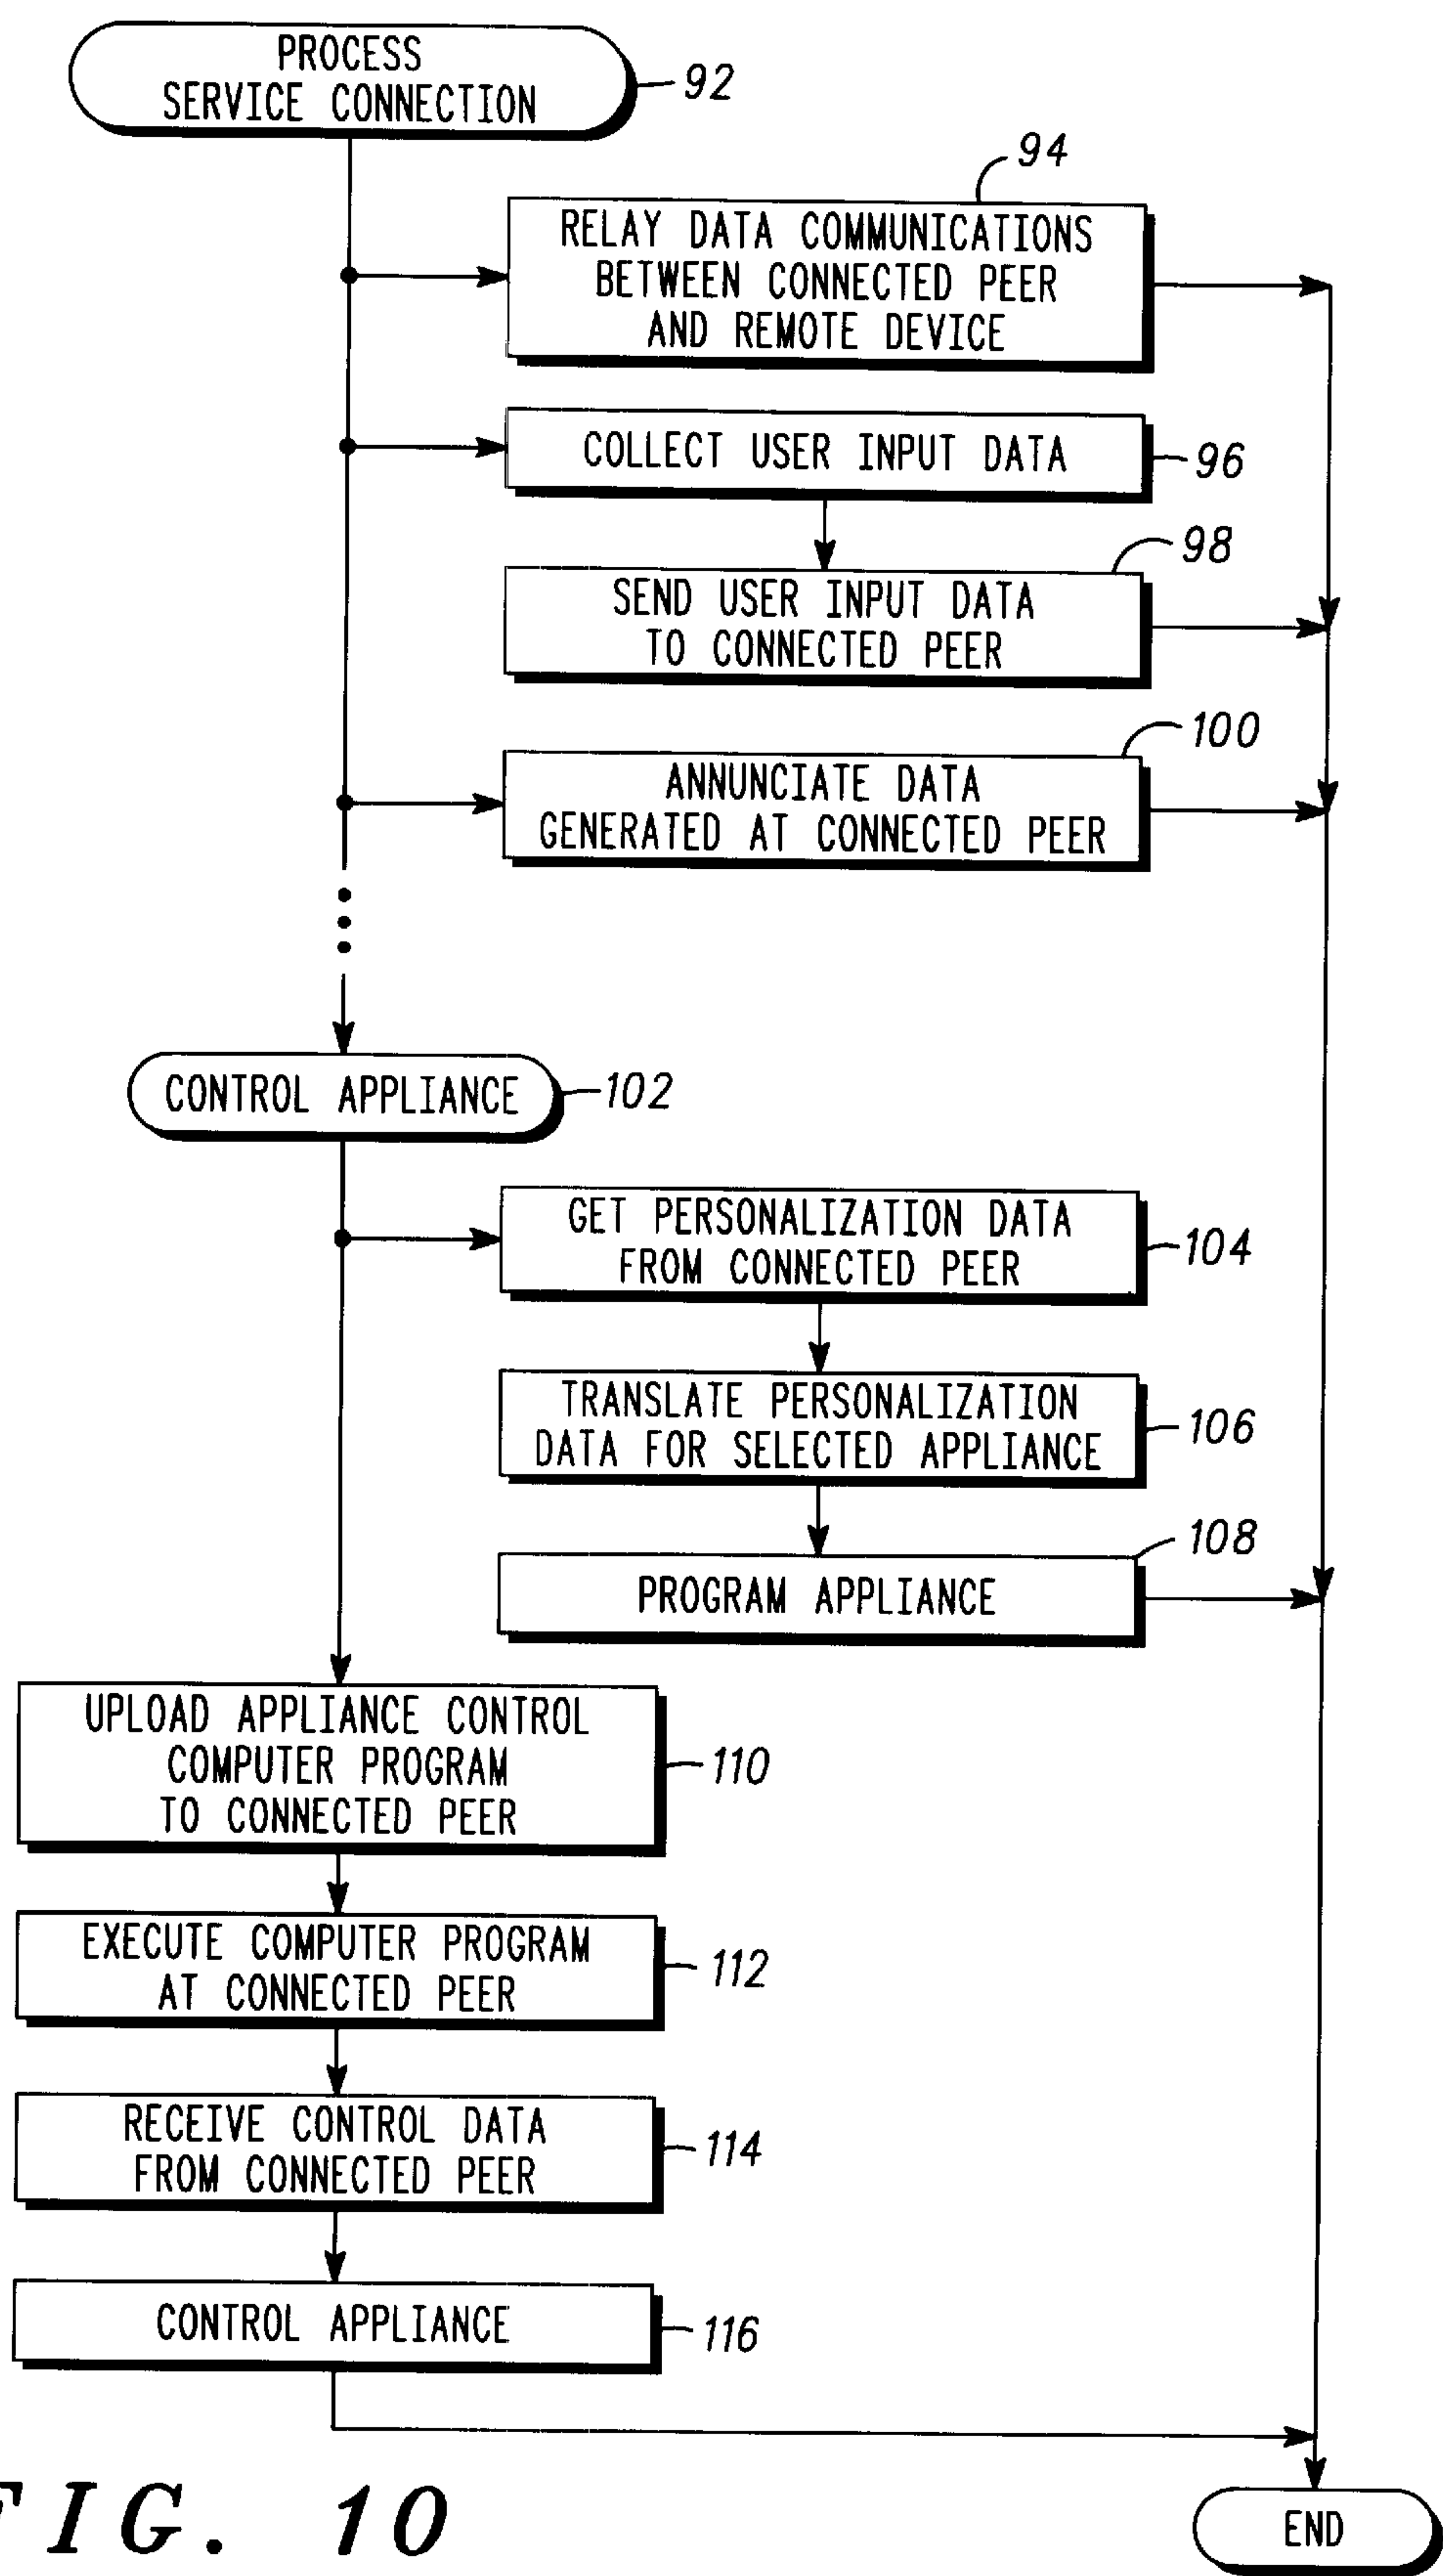 PROCESS
SERVICE CONNECTION
92
94
RELAY DATA COMMUNICATIONS
BETWEEN CONNECTED PEER
AND REMOTE DEVICE
COLLECT USER INPUT DATA
96
98
SEND USER INPUT DATA
TO CONNECTED PEER
100
ANNUNCIATE DATA
GENERATED AT CONNECTED PEER
CONTROL APPLIANCE
102
GET PERSONALIZATION DATA
FROM CONNECTED PEER
104
TRANSLATE PERSONALIZATION
DATA FOR SELECTED APPLIANCE
106
108
PROGRAM APPLIANCE
UPLOAD APPLIANCE CONTROL
COMPUTER PROGRAM
TO CONNECTED PEER
110
EXECUTE COMPUTER PROGRAM
AT CONNECTED PEER
112
RECEIVE CONTROL DATA
FROM CONNECTED PEER
114
CONTROL APPLIANCE
116
END
FIG. 10